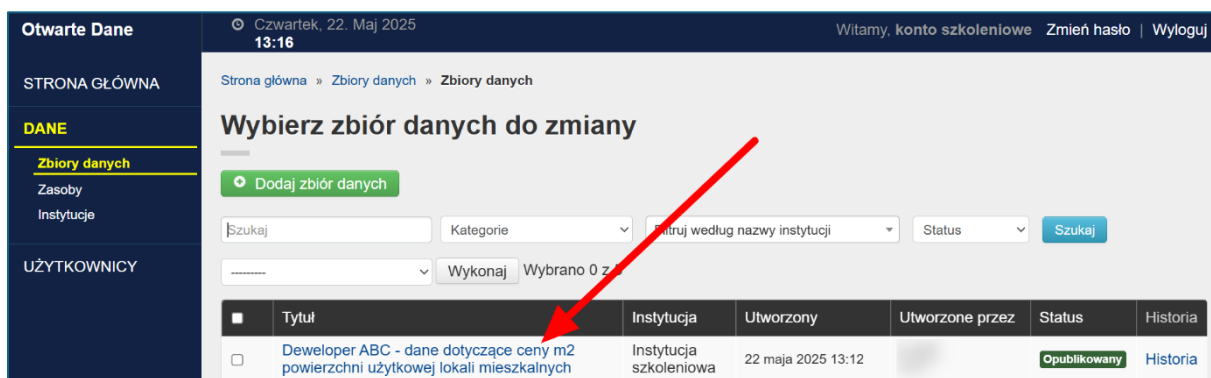 Otwarte Dane
Czwartek, 22. Maj 2025
13:16
Witamy, konto szkoleniowe Zmień hasło | Wyloguj
STRONA GŁÓWNA
DANE
Zbiory danych
Zasoby
Instytucje
UŻYTKOWNICY
Strona główna » Zbiory danych » Zbiory danych
Wybierz zbiór danych do zmiany
Dodaj zbiór danych
Szukaj Kategorie Filtruj według nazwy instytucji Status Szukaj
--------- Wykonaj Wybrano 0 z
Tytuł Instytucja Utworzony Utworzone przez Status Historia
Deweloper ABC - dane dotyczące ceny m2 Instytucja 22 maja 2025 13:12 Opublikowany Historia
powierzchni użytkowej lokali mieszkalnych szkoleniowa